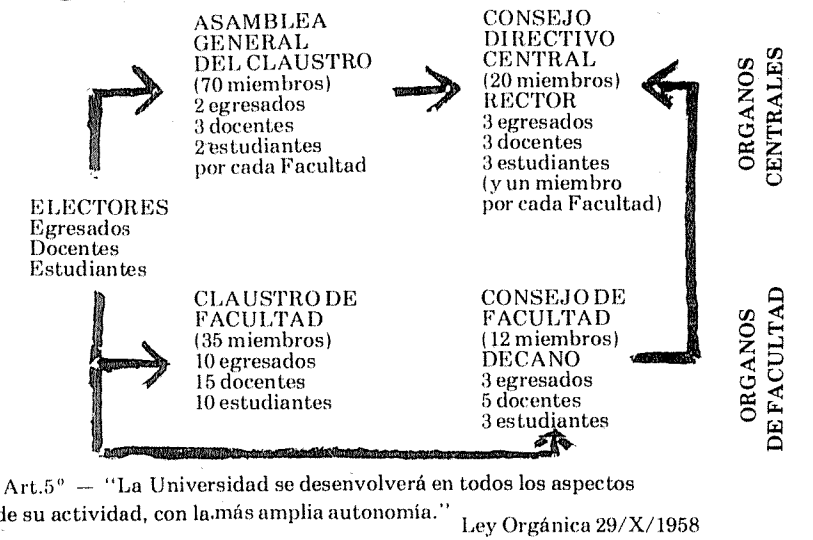 ASAMBLEA
GENERAL
DEL CLAUSTRO
(70 miembros)
2 egresados
3 docentes
2 estudiantes
por cada Facultad
CONSEJO
DIRECTIVO
CENTRAL
(20 miembros)
RECTOR
3 egresados
3 docentes
3 estudiantes
(y un miembro
por cada Facultad)
ORGANOS
CENTRALES
ELECTORES
Egresados
Docentes
Estudiantes
CLAUSTRO DE
FACULTAD
(35 miembros)
10 egresados
15 docentes
10 estudiantes
CONSEJO DE
FACULTAD
(12 miembros)
DECANO
3 egresados
5 docentes
3 estudiantes
ORGANOS
DE FACULTAD
Art.5º — “La Universidad se desenvolverá en todos los aspectos
de su actividad, con la más amplia autonomía.”
Ley Orgánica 29/X/1958